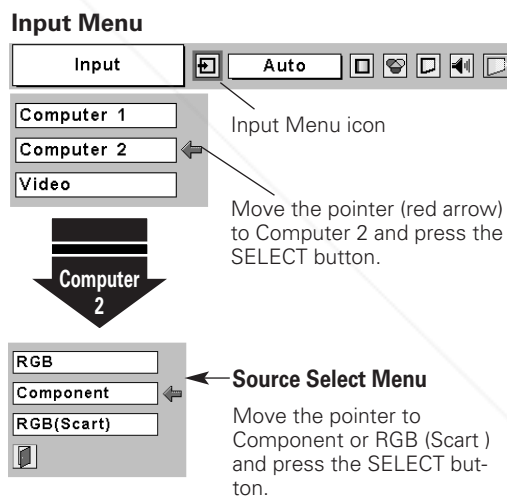 Input Menu
Input
Auto
Computer 1
Computer 2
Video
Input Menu icon
Move the pointer (red arrow)
to Computer 2 and press the
SELECT button.
Computer
2
RGB
Component
RGB(Scart)
Source Select Menu
Move the pointer to
Component or RGB (Scart )
and press the SELECT but-
ton.